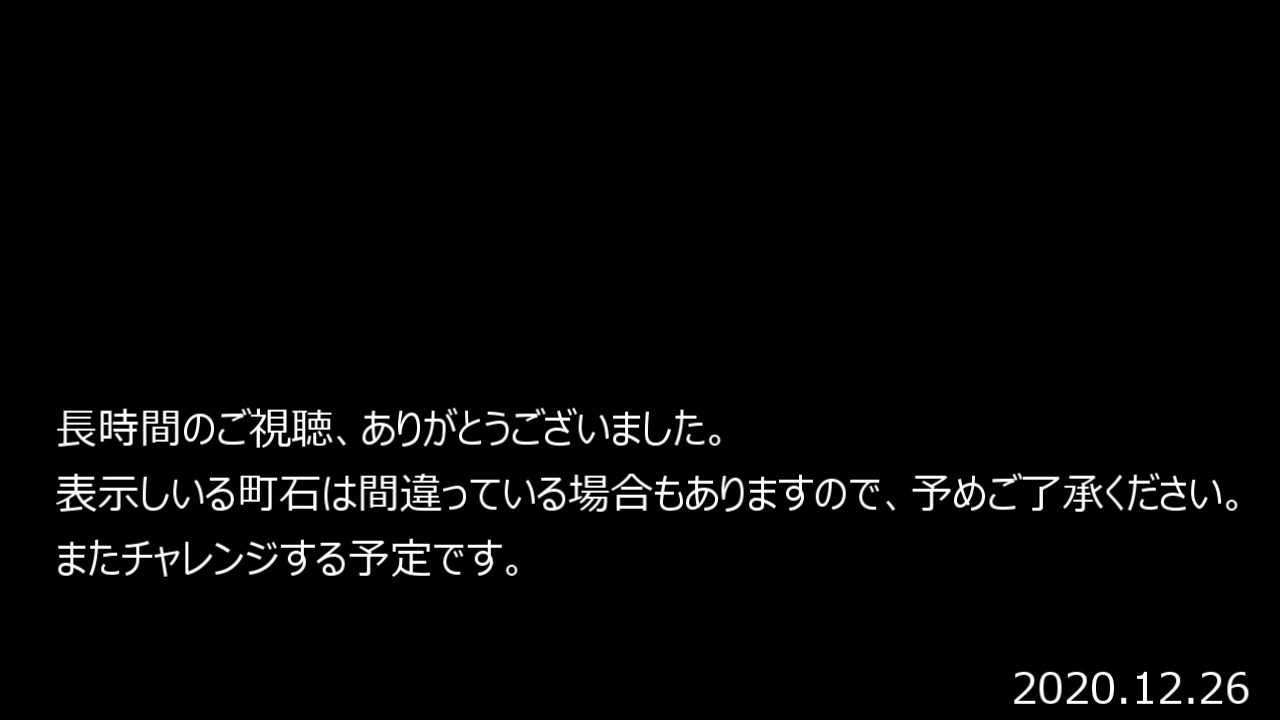 長時間のご視聴、ありがとうございました。
表示しいる町石は間違っている場合もありますので、予めご了承ください。
またチャレンジする予定です。
2020.12.26